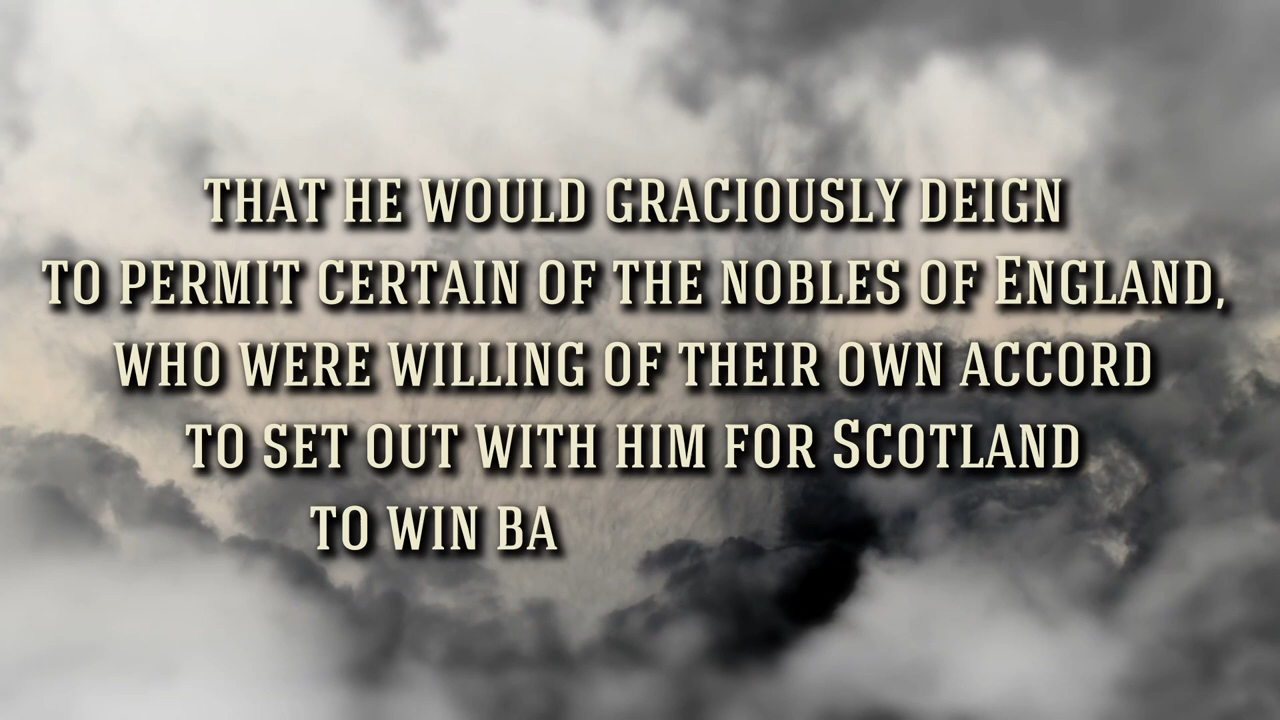 THAT HE WOULD GRACIOUSLY DEIGN
TO PERMIT CERTAIN OF THE NOBLES OF ENGLAND,
WHO WERE WILLING OF THEIR OWN ACCORD
TO SET OUT WITH HIM FOR SCOTLAND
TO WIN BA